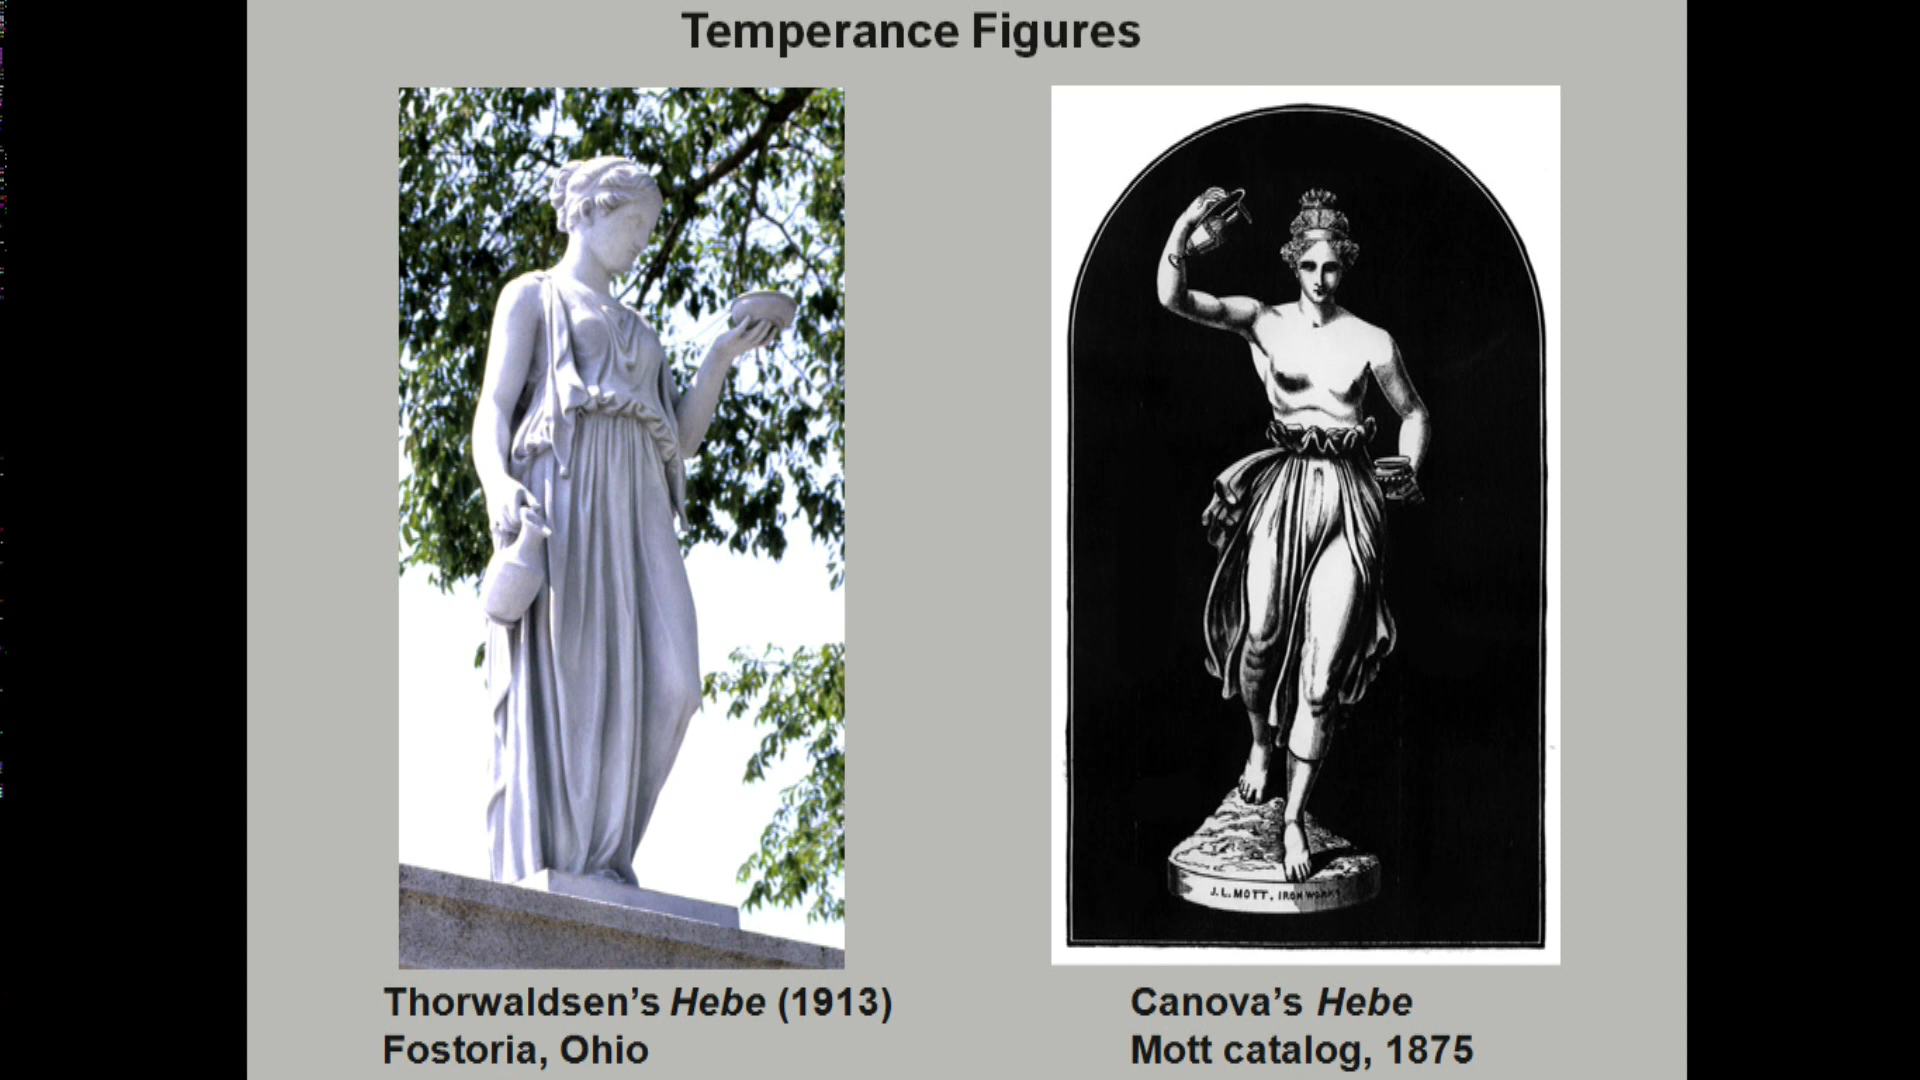 Temperance Figures
J.L.MOTT, IRON WORKS
Thorwaldsen's Hebe (1913)
Fostoria, Ohio
Canova's Hebe
Mott catalog, 1875